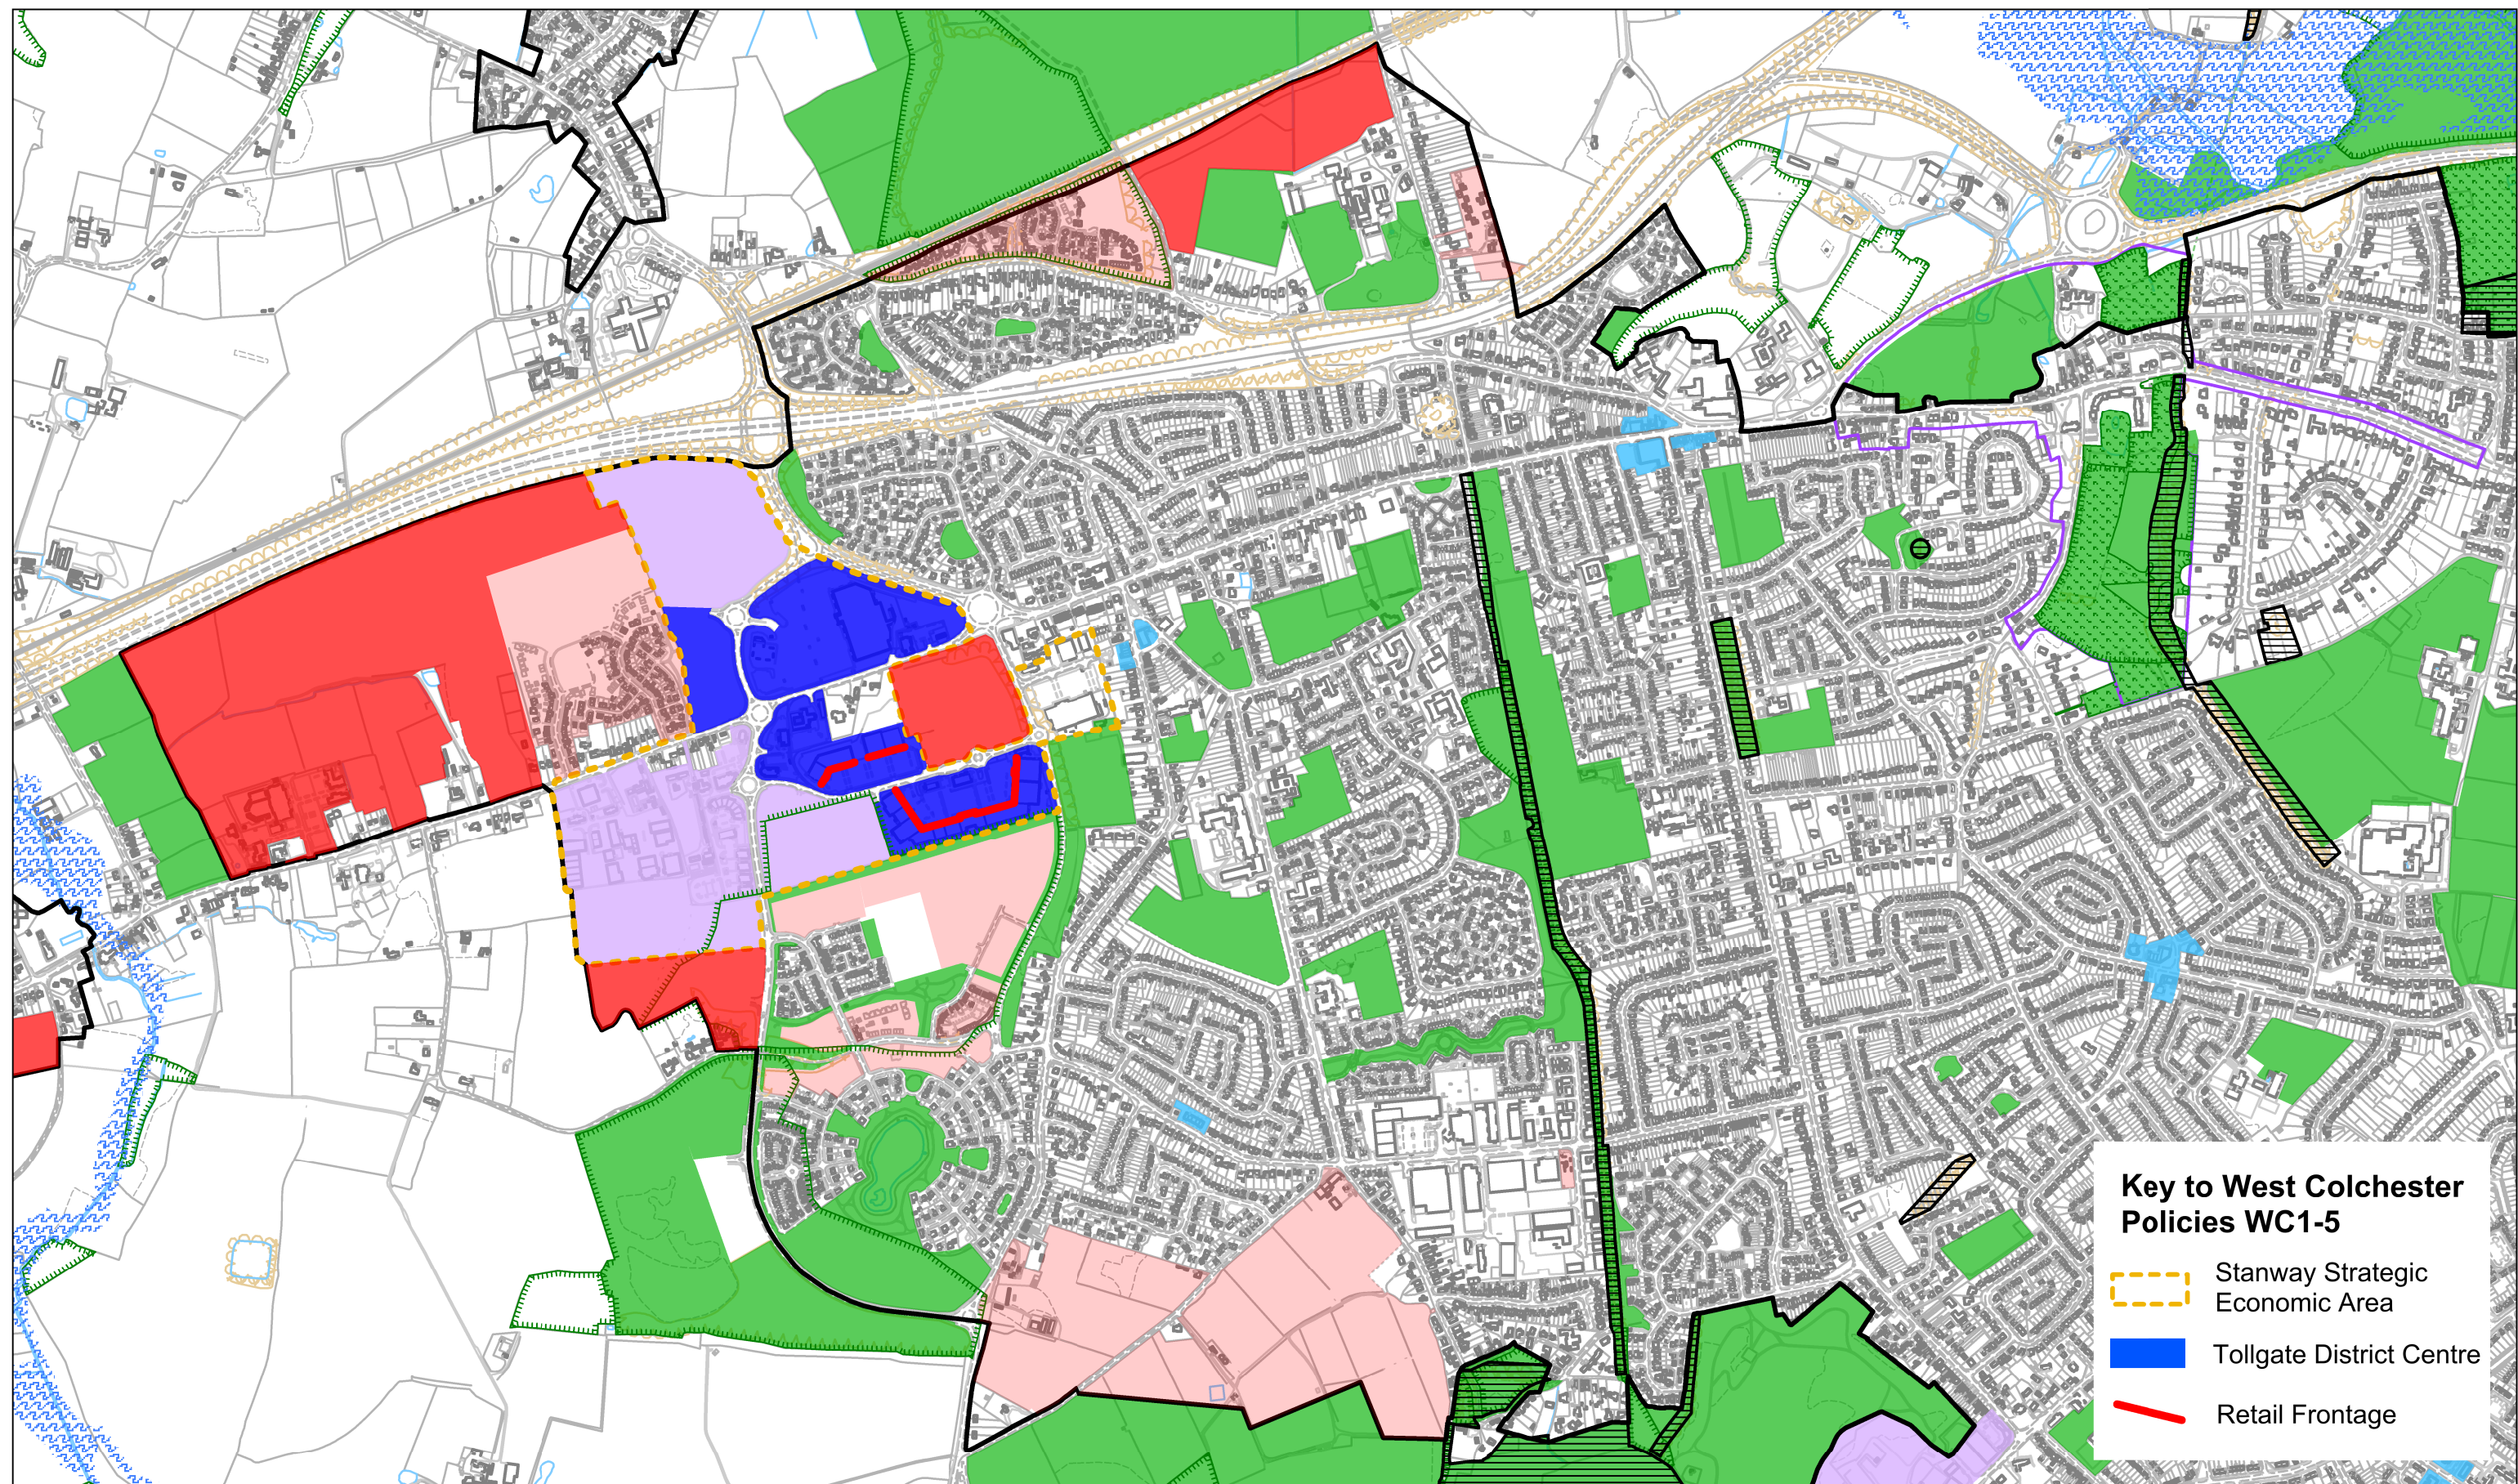 Key to West Colchester
Policies WC1-5
Stanway Strategic
Economic Area
Tollgate District Centre
Retail Frontage